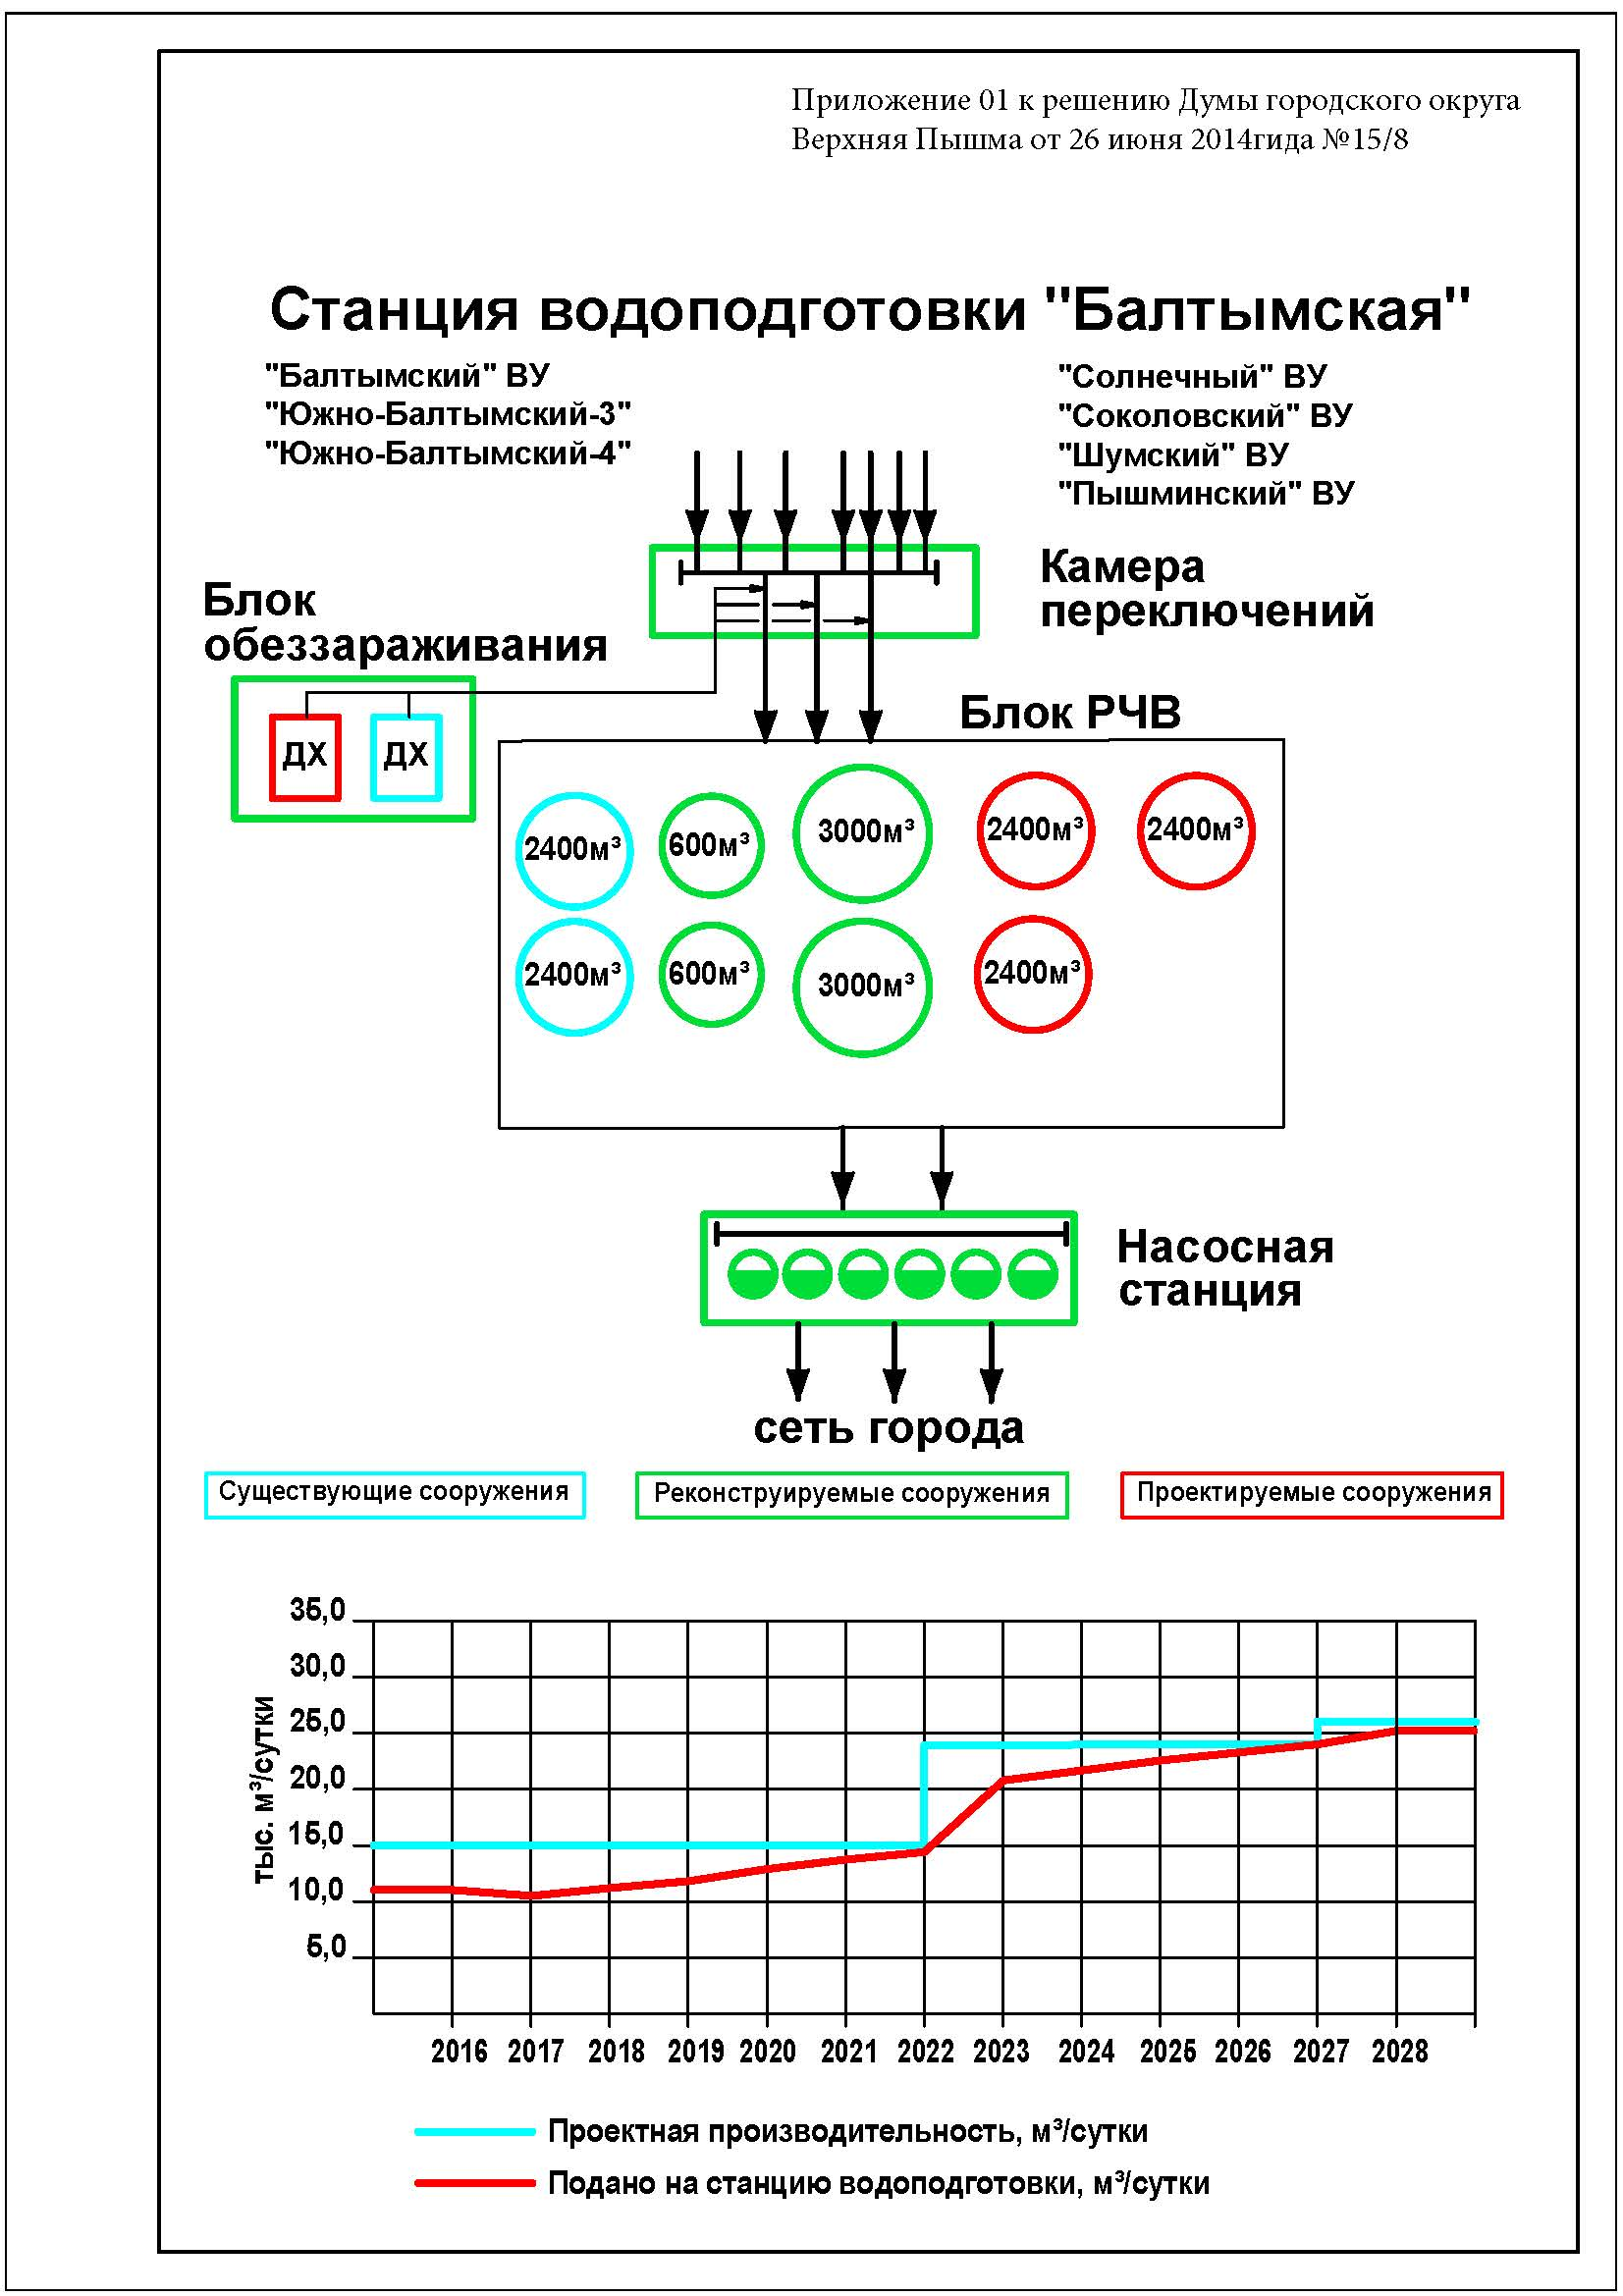 Приложение 01 к решению Думы городского округа
Верхняя Пышма от 26 июня 2014гида №15/8
Станция водоподготовки "Балтымская"
"Балтымский" ВУ
"Южно-Балтымский-3"
"Южно-Балтымский-4"
"Солнечный" ВУ
"Соколовский" ВУ
"Шумский" ВУ
"Пышминский" ВУ
Камера
переключений
Блок
обеззараживания
ДХ ДХ
Блок РЧВ
2400м³ 600м³ 3000м³ 2400м³ 2400м³
2400м³ 600м³ 3000м³ 2400м³
Насосная
станция
сеть города
Существующие сооружения Реконструируемые сооружения Проектируемые сооружения
тыс. м³/сутки
35,0
30,0
25,0
20,0
15,0
10,0
5,0
2016 2017 2018 2019 2020 2021 2022 2023 2024 2025 2026 2027 2028
Проектная производительность, м³/сутки
Подано на станцию водоподготовки, м³/сутки